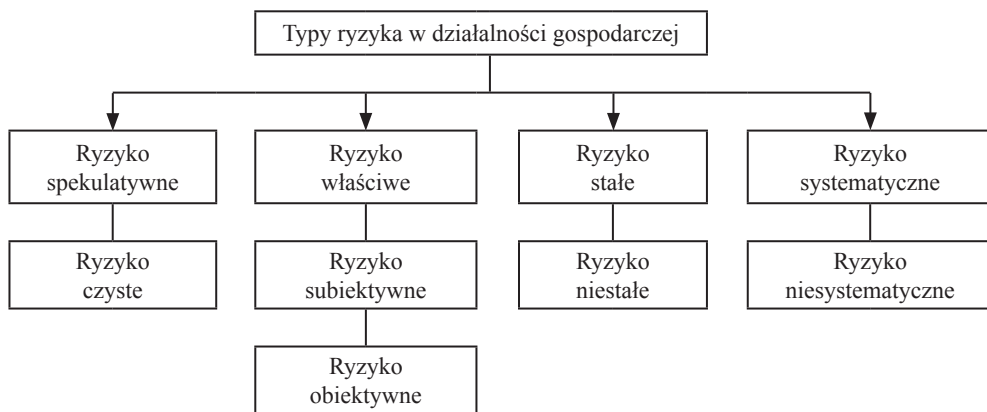 Typy ryzyka w działalności gospodarczej
Ryzyko
spekulatywne
Ryzyko
właściwe
Ryzyko
stałe
Ryzyko
systematyczne
Ryzyko
czyste
Ryzyko
subiektywne
Ryzyko
niestałe
Ryzyko
niesystematyczne
Ryzyko
obiektywne